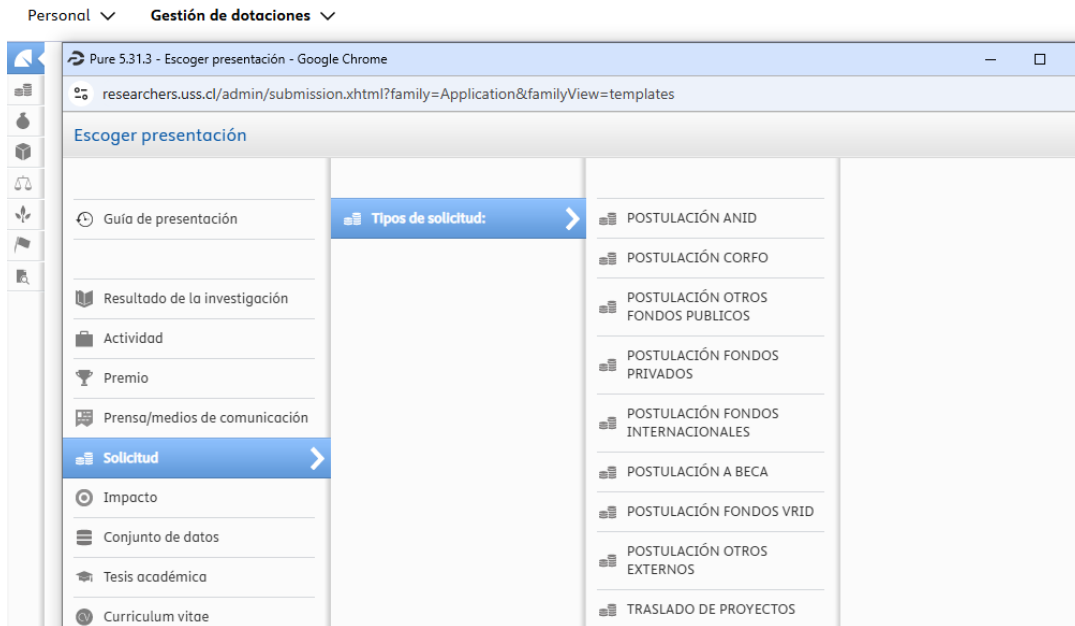 Personal Gestión de dotaciones
Pure 5.31.3 - Escoger presentación - Google Chrome
researchers.uss.cl/admin/submission.xhtml?family=Application&familyView=templates
Escoger presentación
Guía de presentación
Resultado de la investigación
Actividad
Premio
Prensa/medios de comunicación
Solicitud
Impacto
Conjunto de datos
Tesis académica
CV Curriculum vitae
Tipos de solicitud:
POSTULACIÓN ANID
POSTULACIÓN CORFO
POSTULACIÓN OTROS
FONDOS PUBLICOS
POSTULACIÓN FONDOS
PRIVADOS
POSTULACIÓN FONDOS
INTERNACIONALES
POSTULACIÓN A BECA
POSTULACIÓN FONDOS VRID
POSTULACIÓN OTROS
EXTERNOS
TRASLADO DE PROYECTOS